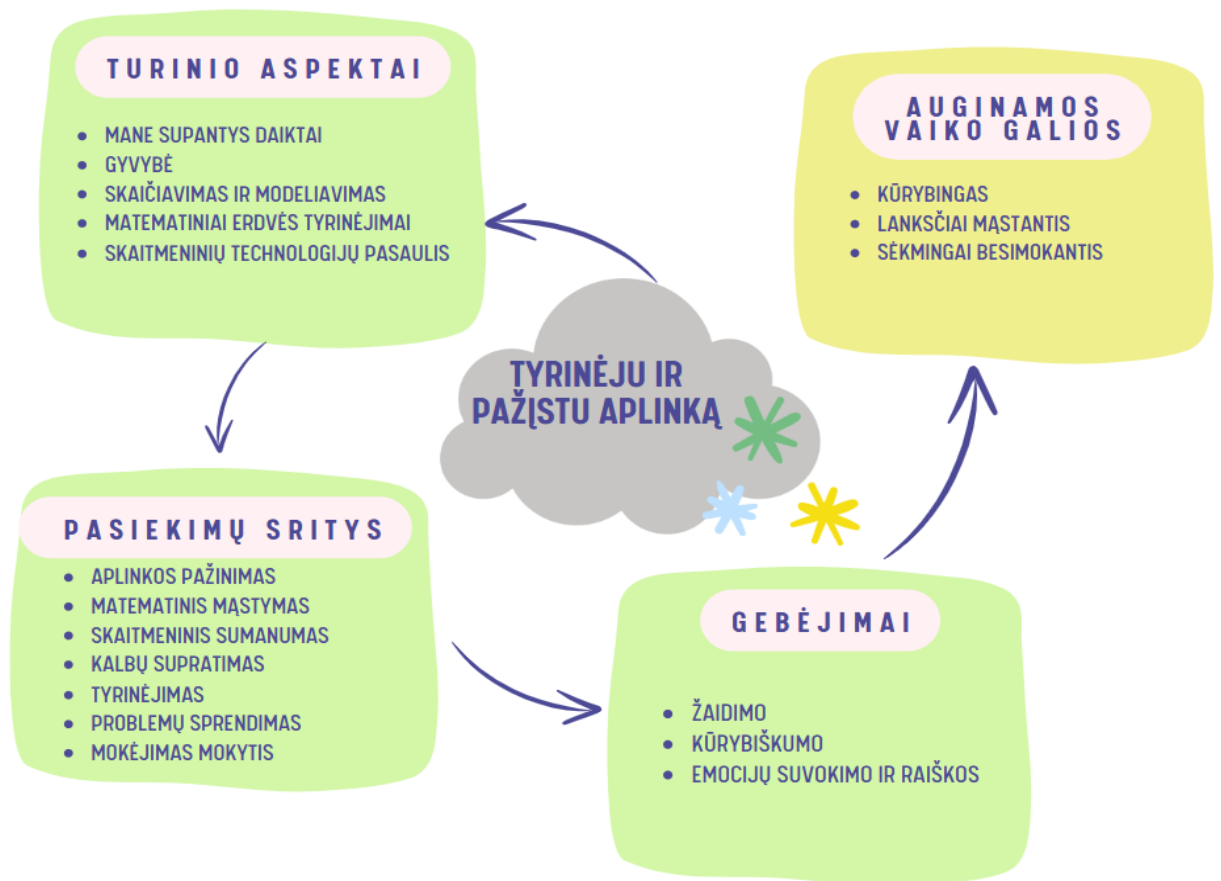 TURINIO ASPEKTAI
MANE SUPANTYS DAIKTAI
GYVYBĖ
SKAIČIAVIMAS IR MODELIAVIMAS
MATEMATINIAI ERDVĖS TYRINĖJIMAI
SKAITMENINIŲ TECHNOLOGIJŲ PASAULIS
AUGINAMOS
VAIKO GALIOS
KŪRYBINGAS
LANKSČIAI MĄSTANTIS
SĖKMINGAI BESIMOKANTIS
TYRINĖJU IR
PAŽĮSTU APLINKĄ
PASIEKIMŲ SRITYS
APLINKOS PAŽINIMAS
MATEMATINIS MĄSTYMAS
SKAITMENINIS SUMANUMAS
KALBŲ SUPRATIMAS
TYRINĖJIMAS
PROBLEMŲ SPRENDIMAS
MOKĖJIMAS MOKYTIS
GEBĖJIMAI
ŽAIDIMO
KŪRYBIŠKUMO
EMOCIJŲ SUVOKIMO IR RAIŠKOS